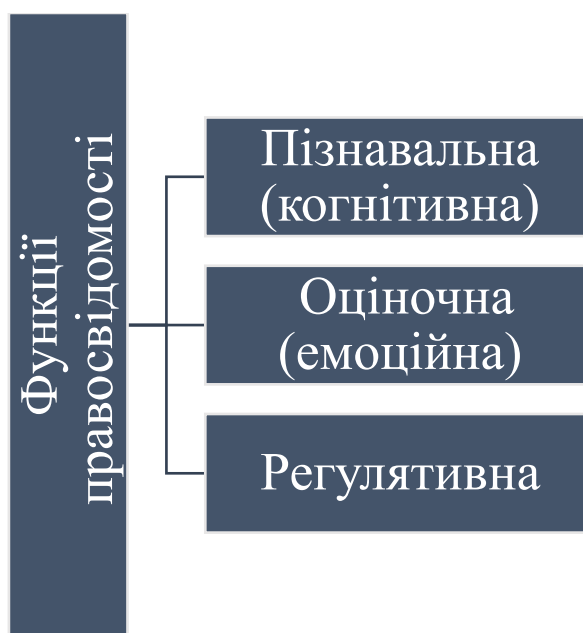 Функції
правосвідомості
Пізнавальна
(когнітивна)
Оціночна
(емоційна)
Регулятивна